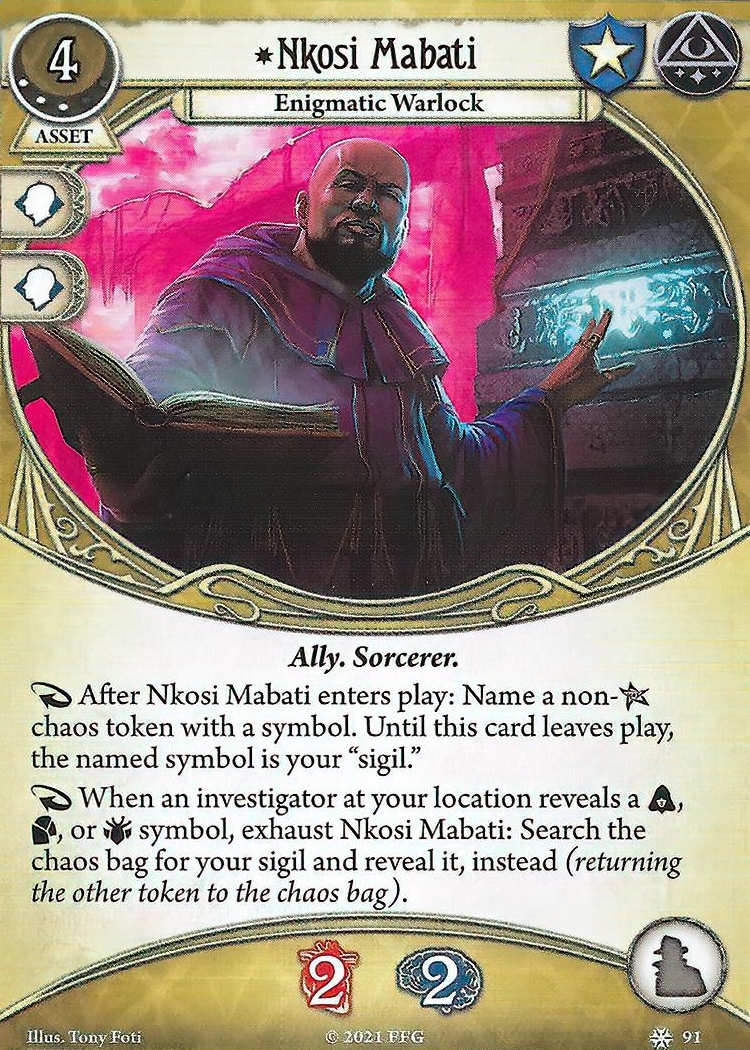 4
Nkosi Mabati
ASSET
Enigmatic Warlock
Ally. Sorcerer.
After Nkosi Mabati enters play: Name a non-
chaos token with a symbol. Until this card leaves play,
the named symbol is your “sigil.”
When an investigator at your location reveals a ,
, or symbol, exhaust Nkosi Mabati: Search the
chaos bag for your sigil and reveal it, instead (returning
the other token to the chaos bag).
2 2
Illus. Tony Foti © 2021 FFG 91